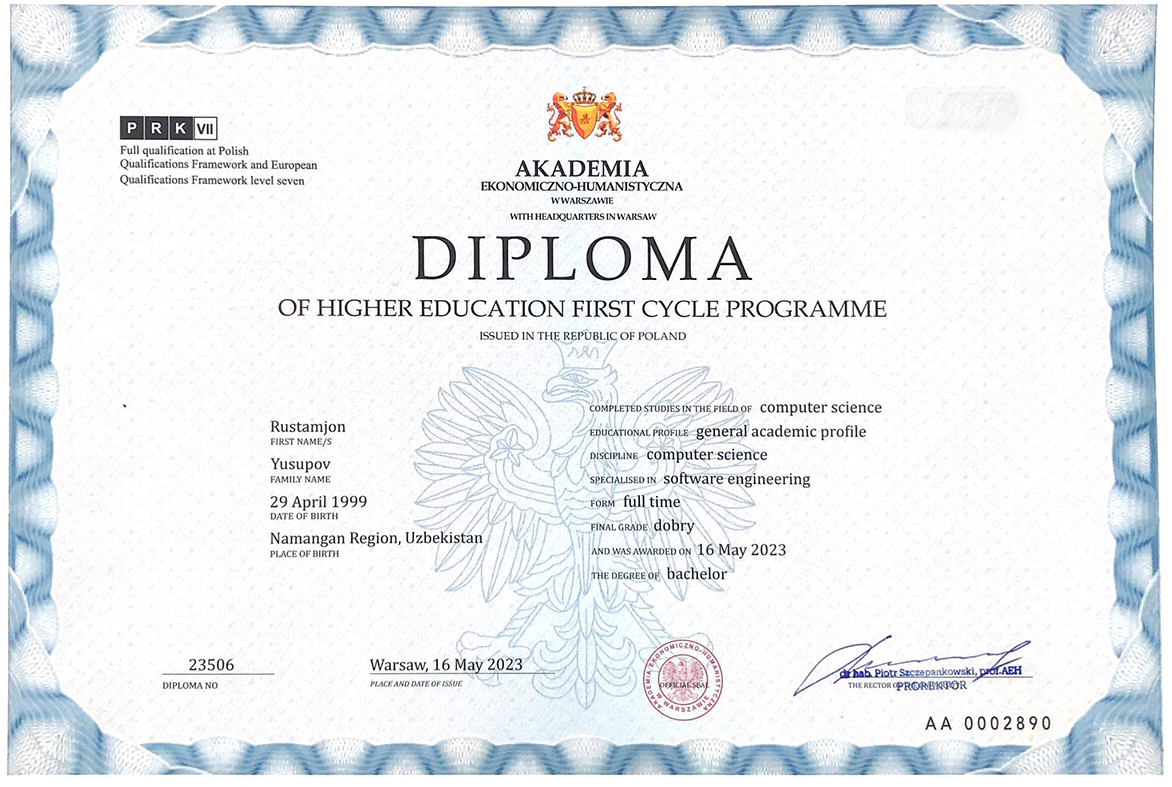 PRK VII
Full qualification at Polish
Qualifications Framework and European
Qualifications Framework level seven
AKADEMIA
EKONOMICZNO-HUMANISTYCZNA
W WARSZAWIE
WITH HEADQUARTERS IN WARSAW
DIPLOMA
OF HIGHER EDUCATION FIRST CYCLE PROGRAMME
ISSUED IN THE REPUBLIC OF POLAND
Rustamjon
FIRST NAME/S
Yusupov
FAMILY NAME
29 April 1999
DATE OF BIRTH
Namangan Region, Uzbekistan
PLACE OF BIRTH
COMPLETED STUDIES IN THE FIELD OF computer science
EDUCATIONAL PROFILE general academic profile
DISCIPLINE computer science
SPECIALISED IN software engineering
FORM full time
FINAL GRADE dobry
AND WAS AWARDED ON 16 May 2023
THE DEGREE OF bachelor
23506
DIPLOMA NO
Warsaw, 16 May 2023
PLACE AND DATE OF ISSUE
AKADEMIA EKONOMICZNO-HUMANISTYCZNA
W WARSZAWIE
OFFICIAL SEAL
dr hab. Piotr Szczepankowski, prof. AEH
THE RECTOR
PROREKTOR
AA 0002890